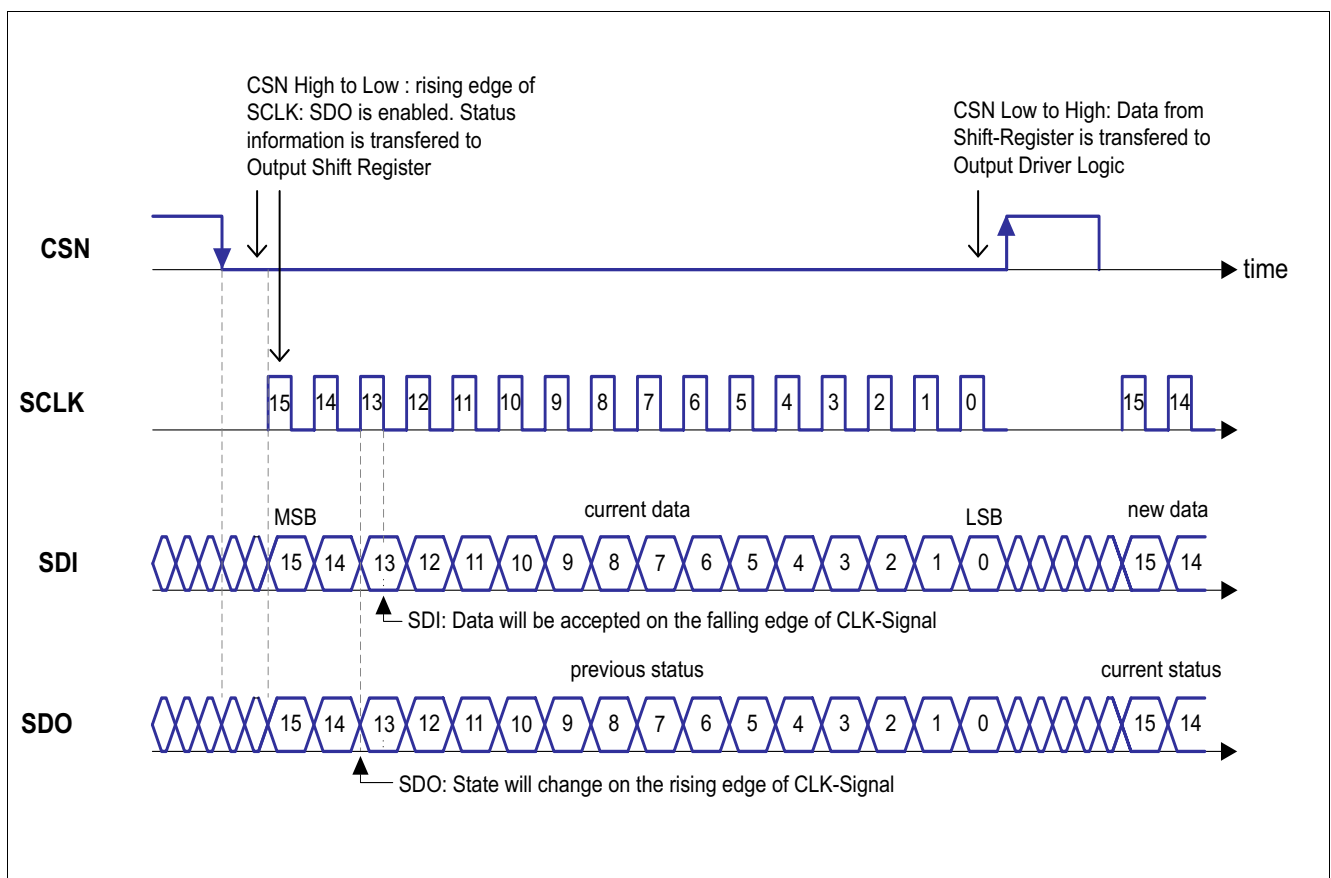 CSN High to Low : rising edge of
SCLK: SDO is enabled. Status
information is transfered to
Output Shift Register
CSN Low to High: Data from
Shift-Register is transfered to
Output Driver Logic
CSN
time
SCLK
15 14 13 12 11 10 9 8 7 6 5 4 3 2 1 0 15 14
MSB current data LSB new data
SDI
15 14 13 12 11 10 9 8 7 6 5 4 3 2 1 0 15 14
SDI: Data will be accepted on the falling edge of CLK-Signal
previous status current status
SDO
15 14 13 12 11 10 9 8 7 6 5 4 3 2 1 0 15 14
SDO: State will change on the rising edge of CLK-Signal